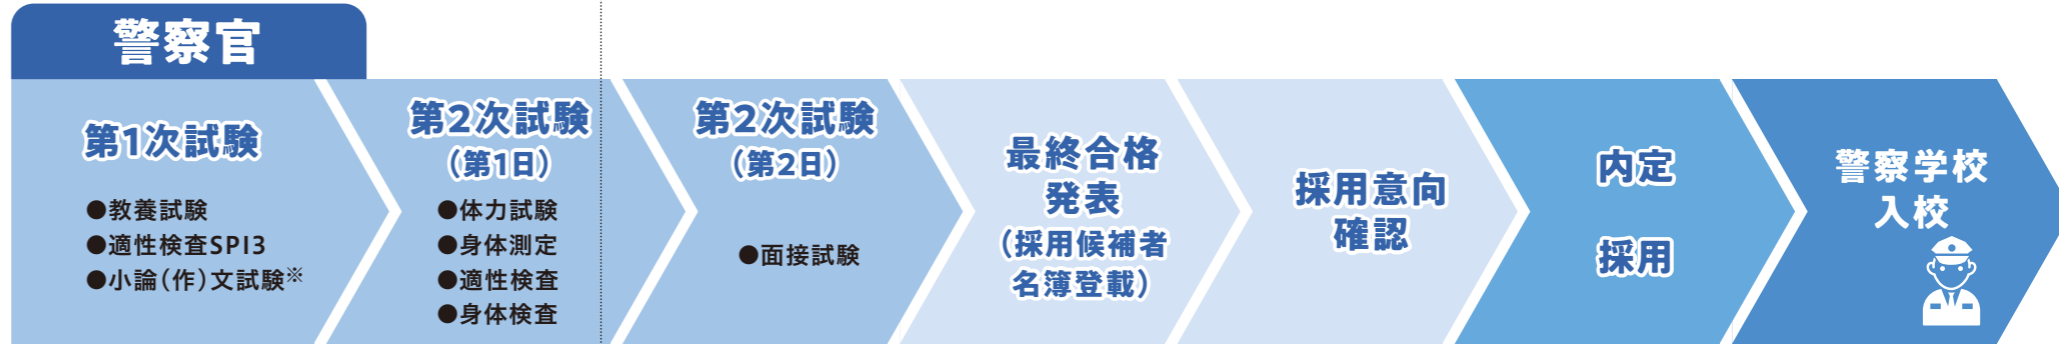 警察官
第1次試験
●教養試験
●適性検査SPI3
●小論(作)文試験※
第2次試験
(第1日)
●体力試験
●身体測定
●適性検査
●身体検査
第2次試験
(第2日)
●面接試験
最終合格
発表
(採用候補者
名簿登載)
採用意向
確認
内定
採用
警察学校
入校